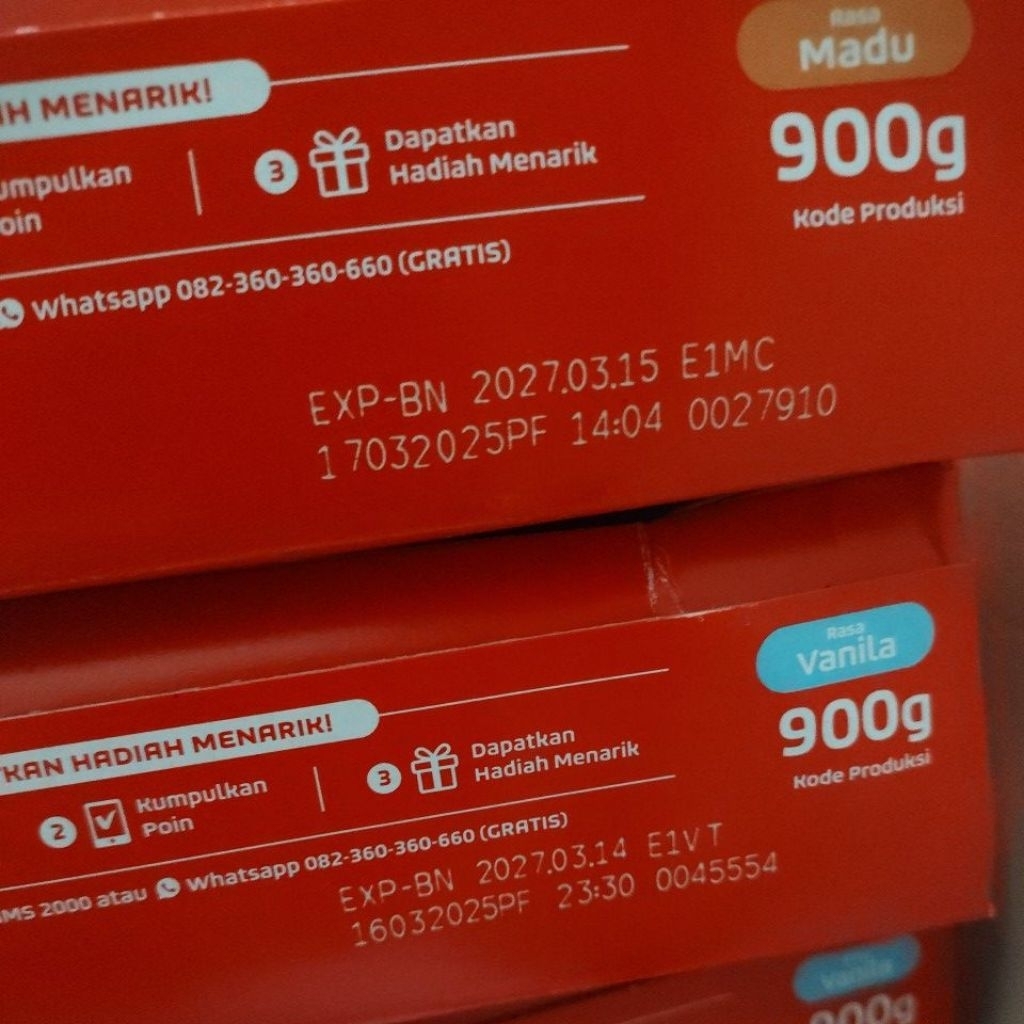 Rasa
Madu
IH MENARIK!
900g
Kode Produksi
umpulkan
oin
3
Dapatkan
Hadiah Menarik
Whatsapp 082-360-360-660 (GRATIS)
EXP-BN 2027.03.15 E1MC
17032025PF 14:04 0027910
Rasa
Vanila
900g
Kode Produksi
KAN HADIAH MENARIK!
2
Kumpulkan
Poin
3
Dapatkan
Hadiah Menarik
MS 2000 atau Whatsapp 082-360-360-660 (GRATIS)
EXP-BN 2027.03.14 E1VT
16032025PF 23:30 0045554
Vanila
900g